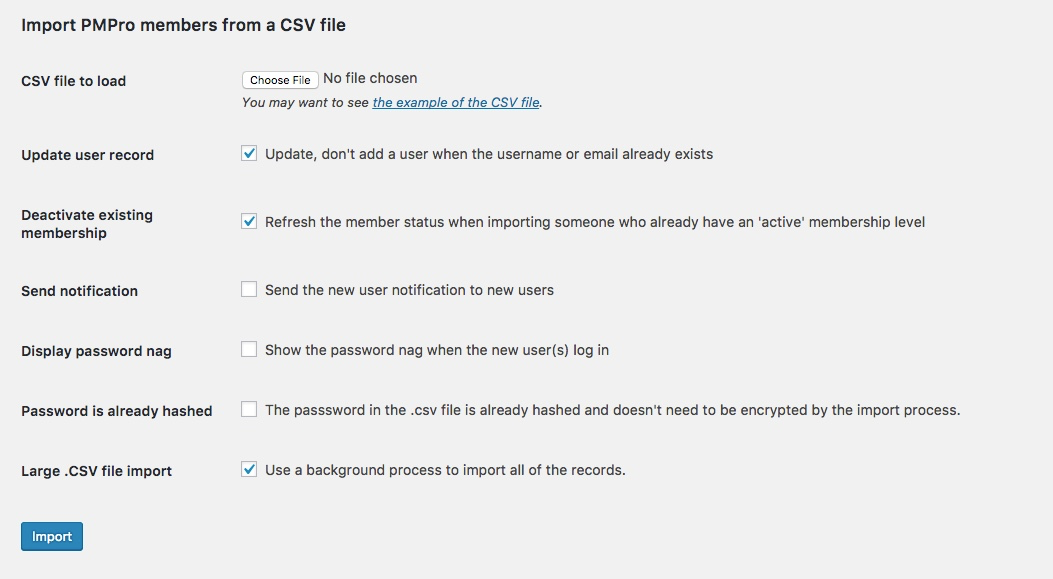 Import PMPro members from a CSV file
CSV file to load
Choose File No file chosen
You may want to see the example of the CSV file.
Update user record
Update, don't add a user when the username or email already exists
Deactivate existing
membership
Refresh the member status when importing someone who already have an 'active' membership level
Send notification
Send the new user notification to new users
Display password nag
Show the password nag when the new user(s) log in
Password is already hashed
The passsword in the .csv file is already hashed and doesn't need to be encrypted by the import process.
Large .CSV file import
Use a background process to import all of the records.
Import